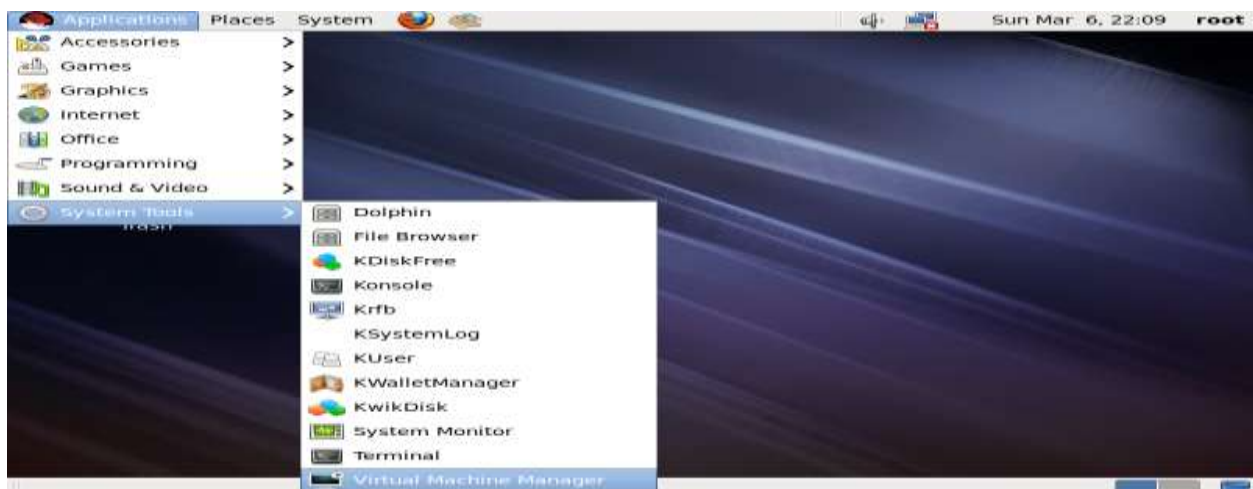 Applications Places System Sun Mar 6, 22:09 root
Accessories
Games
Graphics
Internet
Office
Programming
Sound & Video
System Tools
Trash
Dolphin
File Browser
KDiskFree
Konsole
Krfb
KSystemLog
KUser
KWalletManager
KwikDisk
System Monitor
Terminal
Virtual Machine Manager